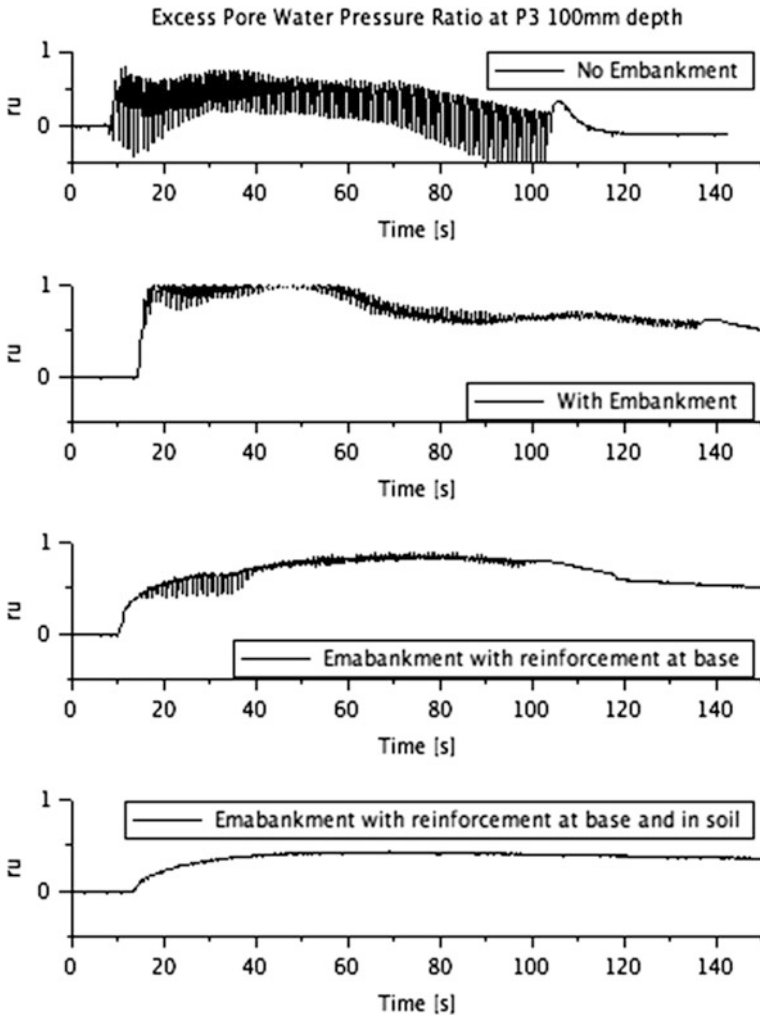 Excess Pore Water Pressure Ratio at P3 100mm depth
1
No Embankment
ru
0
0 20 40 60 80 100 120 140
Time [s]
1
ru
0
With Embankment
0 20 40 60 80 100 120 140
Time [s]
1
ru
0
Emabankment with reinforcement at base
0 20 40 60 80 100 120 140
Time [s]
1
Emabankment with reinforcement at base and in soil
ru
0
0 20 40 60 80 100 120 140
Time [s]